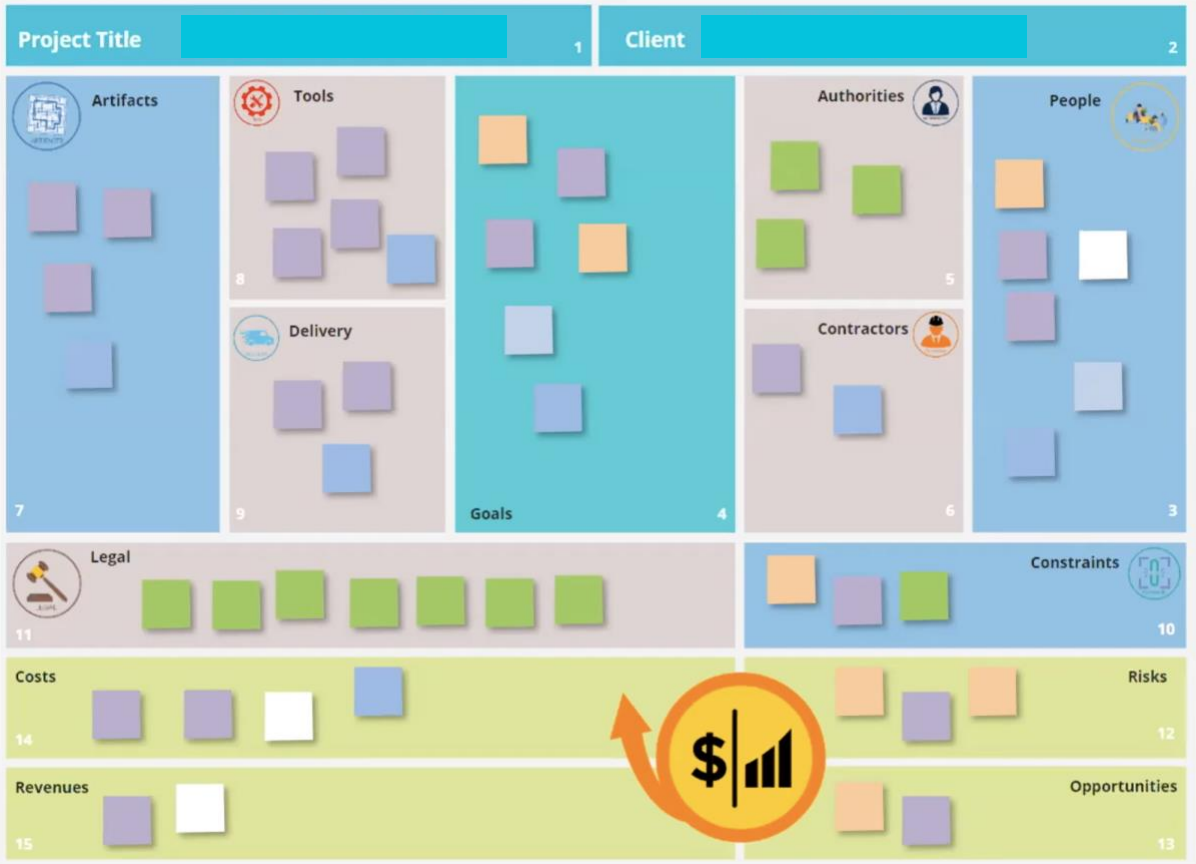 Project Title
1
Client
2
Artifacts
7
Tools
8
Delivery
9
Goals
4
Authorities
5
Contractors
6
People
3
Legal
11
Constraints
10
Costs
14
Risks
12
Revenues
15
Opportunities
13
$